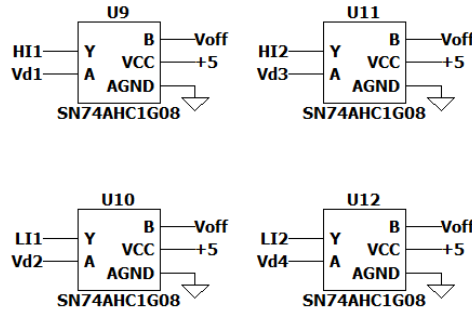 U9
HI1 Y B Voff
Vd1 A VCC +5
AGND
SN74AHC1G08
U11
HI2 Y B Voff
Vd3 A VCC +5
AGND
SN74AHC1G08
U10
LI1 Y B Voff
Vd2 A VCC +5
AGND
SN74AHC1G08
U12
LI2 Y B Voff
Vd4 A VCC +5
AGND
SN74AHC1G08